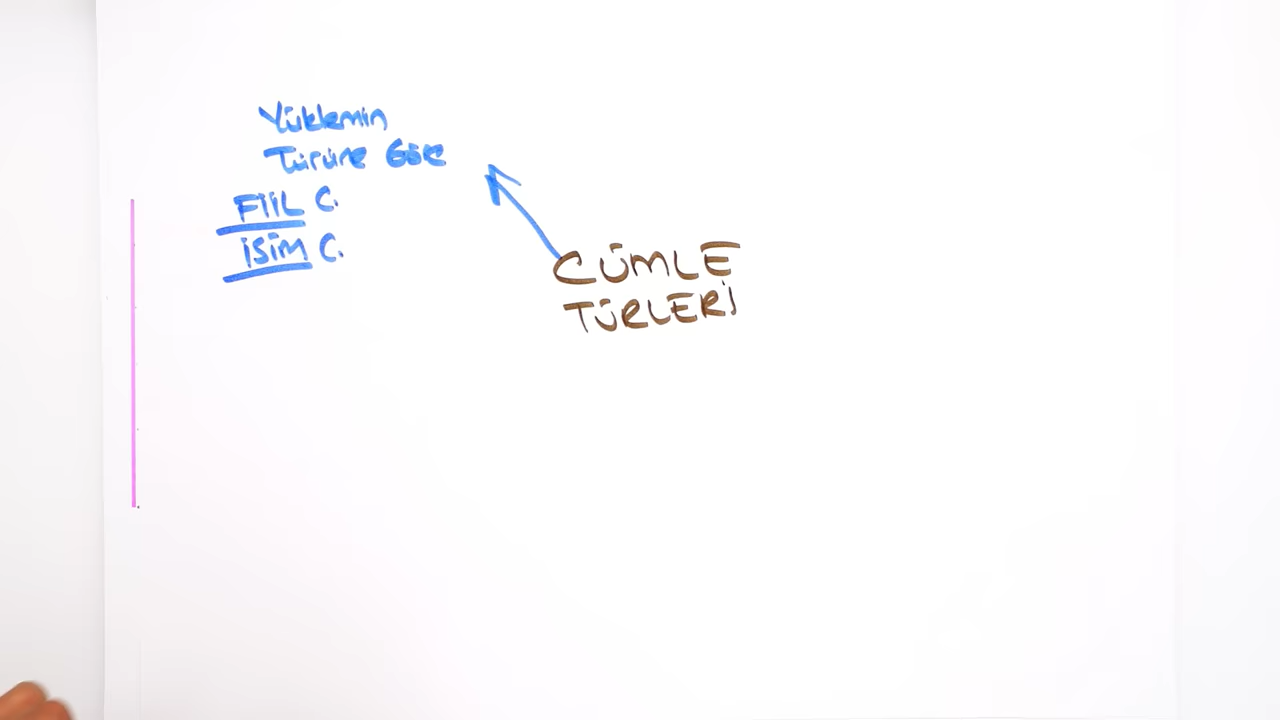 Yüklemin
Türüne Göre
FİİL C.
İSİM C.
CÜMLE
TÜRLERİ